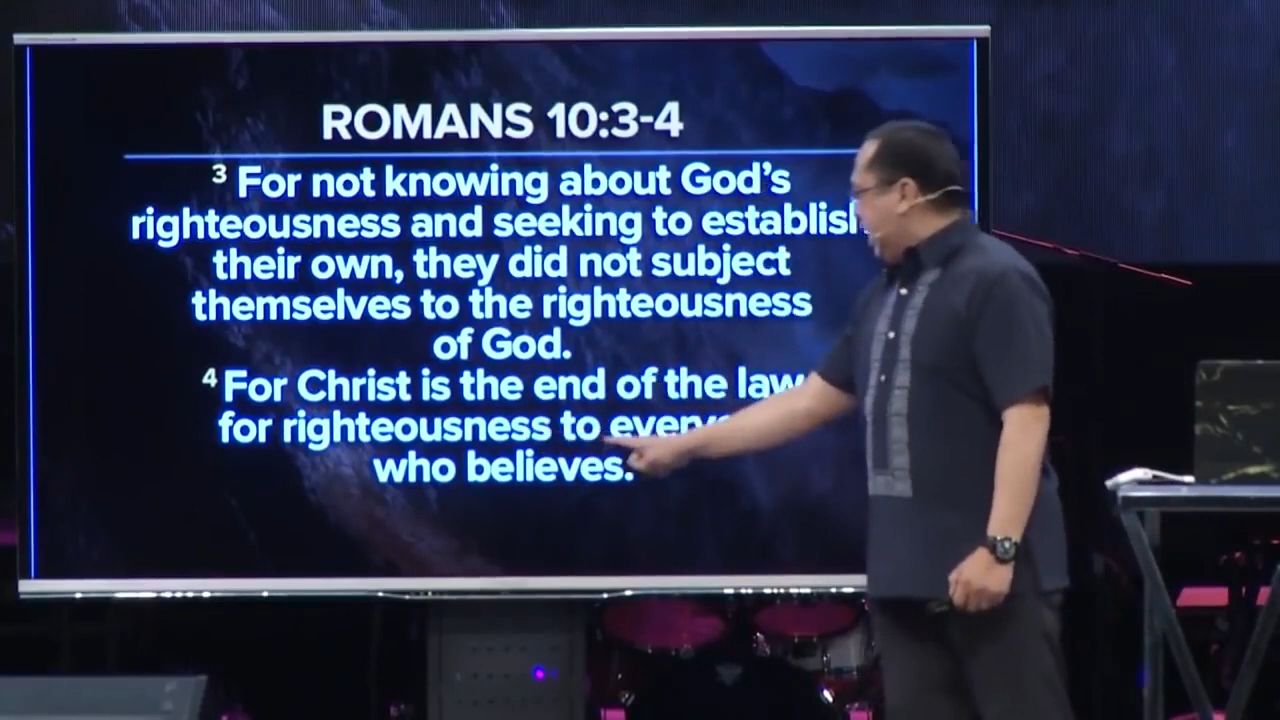 ROMANS 10:3-4
3 For not knowing about God's
righteousness and seeking to establish
their own, they did not subject
themselves to the righteousness
of God.
4 For Christ is the end of the law
for righteousness to
who believes.